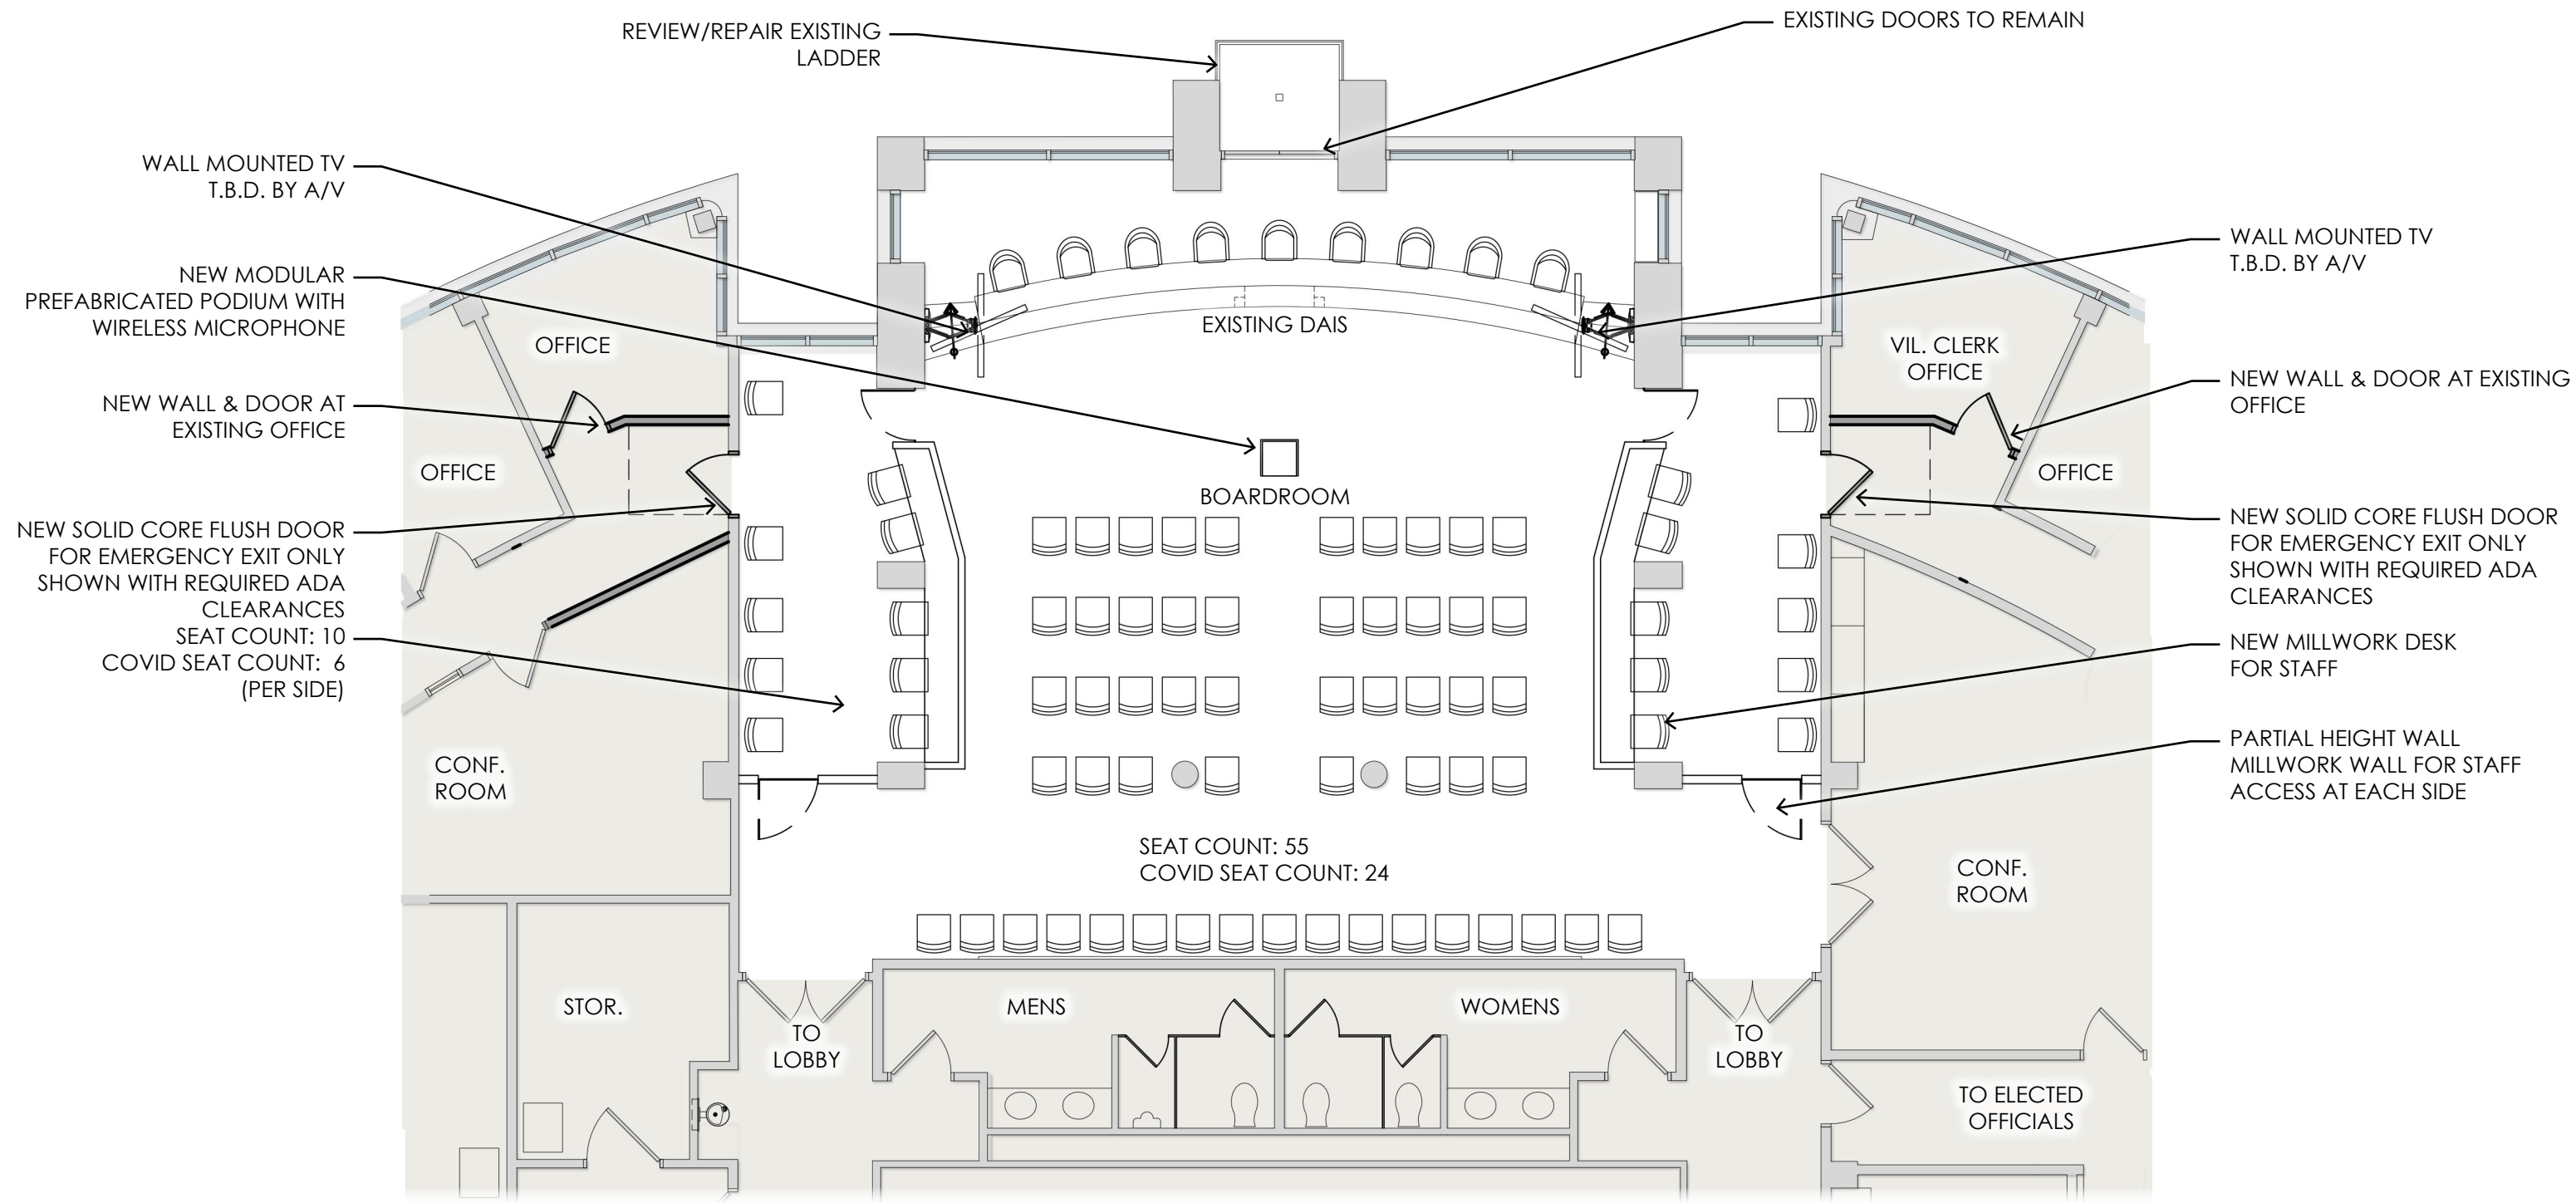 REVIEW/REPAIR EXISTING
LADDER
EXISTING DOORS TO REMAIN
WALL MOUNTED TV
T.B.D. BY A/V
NEW MODULAR
PREFABRICATED PODIUM WITH
WIRELESS MICROPHONE
NEW WALL & DOOR AT
EXISTING OFFICE
NEW SOLID CORE FLUSH DOOR
FOR EMERGENCY EXIT ONLY
SHOWN WITH REQUIRED ADA
CLEARANCES
SEAT COUNT: 10
COVID SEAT COUNT: 6
(PER SIDE)
OFFICE
OFFICE
CONF.
ROOM
STOR.
TO
LOBBY
EXISTING DAIS
BOARDROOM
SEAT COUNT: 55
COVID SEAT COUNT: 24
MENS
WOMENS
TO
LOBBY
VIL. CLERK
OFFICE
OFFICE
CONF.
ROOM
TO ELECTED
OFFICIALS
WALL MOUNTED TV
T.B.D. BY A/V
NEW WALL & DOOR AT EXISTING
OFFICE
NEW SOLID CORE FLUSH DOOR
FOR EMERGENCY EXIT ONLY
SHOWN WITH REQUIRED ADA
CLEARANCES
NEW MILLWORK DESK
FOR STAFF
PARTIAL HEIGHT WALL
MILLWORK WALL FOR STAFF
ACCESS AT EACH SIDE